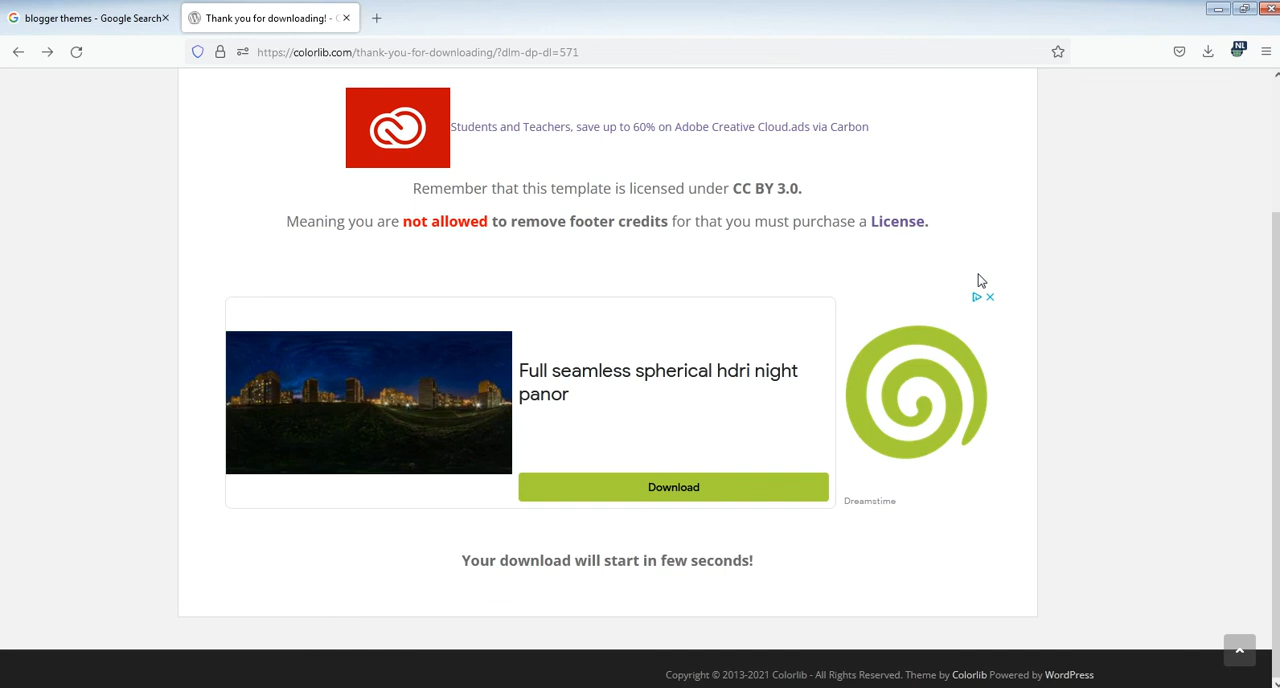 blogger themes - Google Search
Thank you for downloading! - C
https://colorlib.com/thank-you-for-downloading/?dlm-dp-dl=571
NL
Students and Teachers, save up to 60% on Adobe Creative Cloud.ads via Carbon
Remember that this template is licensed under CC BY 3.0.
Meaning you are not allowed to remove footer credits for that you must purchase a License.
Full seamless spherical hdri night
panor
Download
Dreamstime
Your download will start in few seconds!
Copyright © 2013-2021 Colorlib - All Rights Reserved. Theme by Colorlib Powered by WordPress